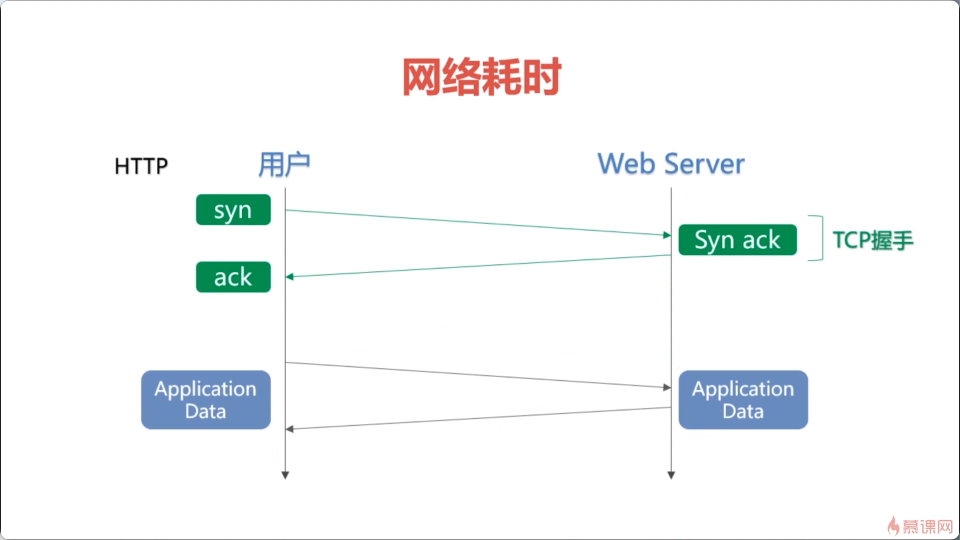 网络耗时
HTTP
用户
Web Server
syn
Syn ack
TCP握手
ack
Application
Data
Application
Data
慕课网